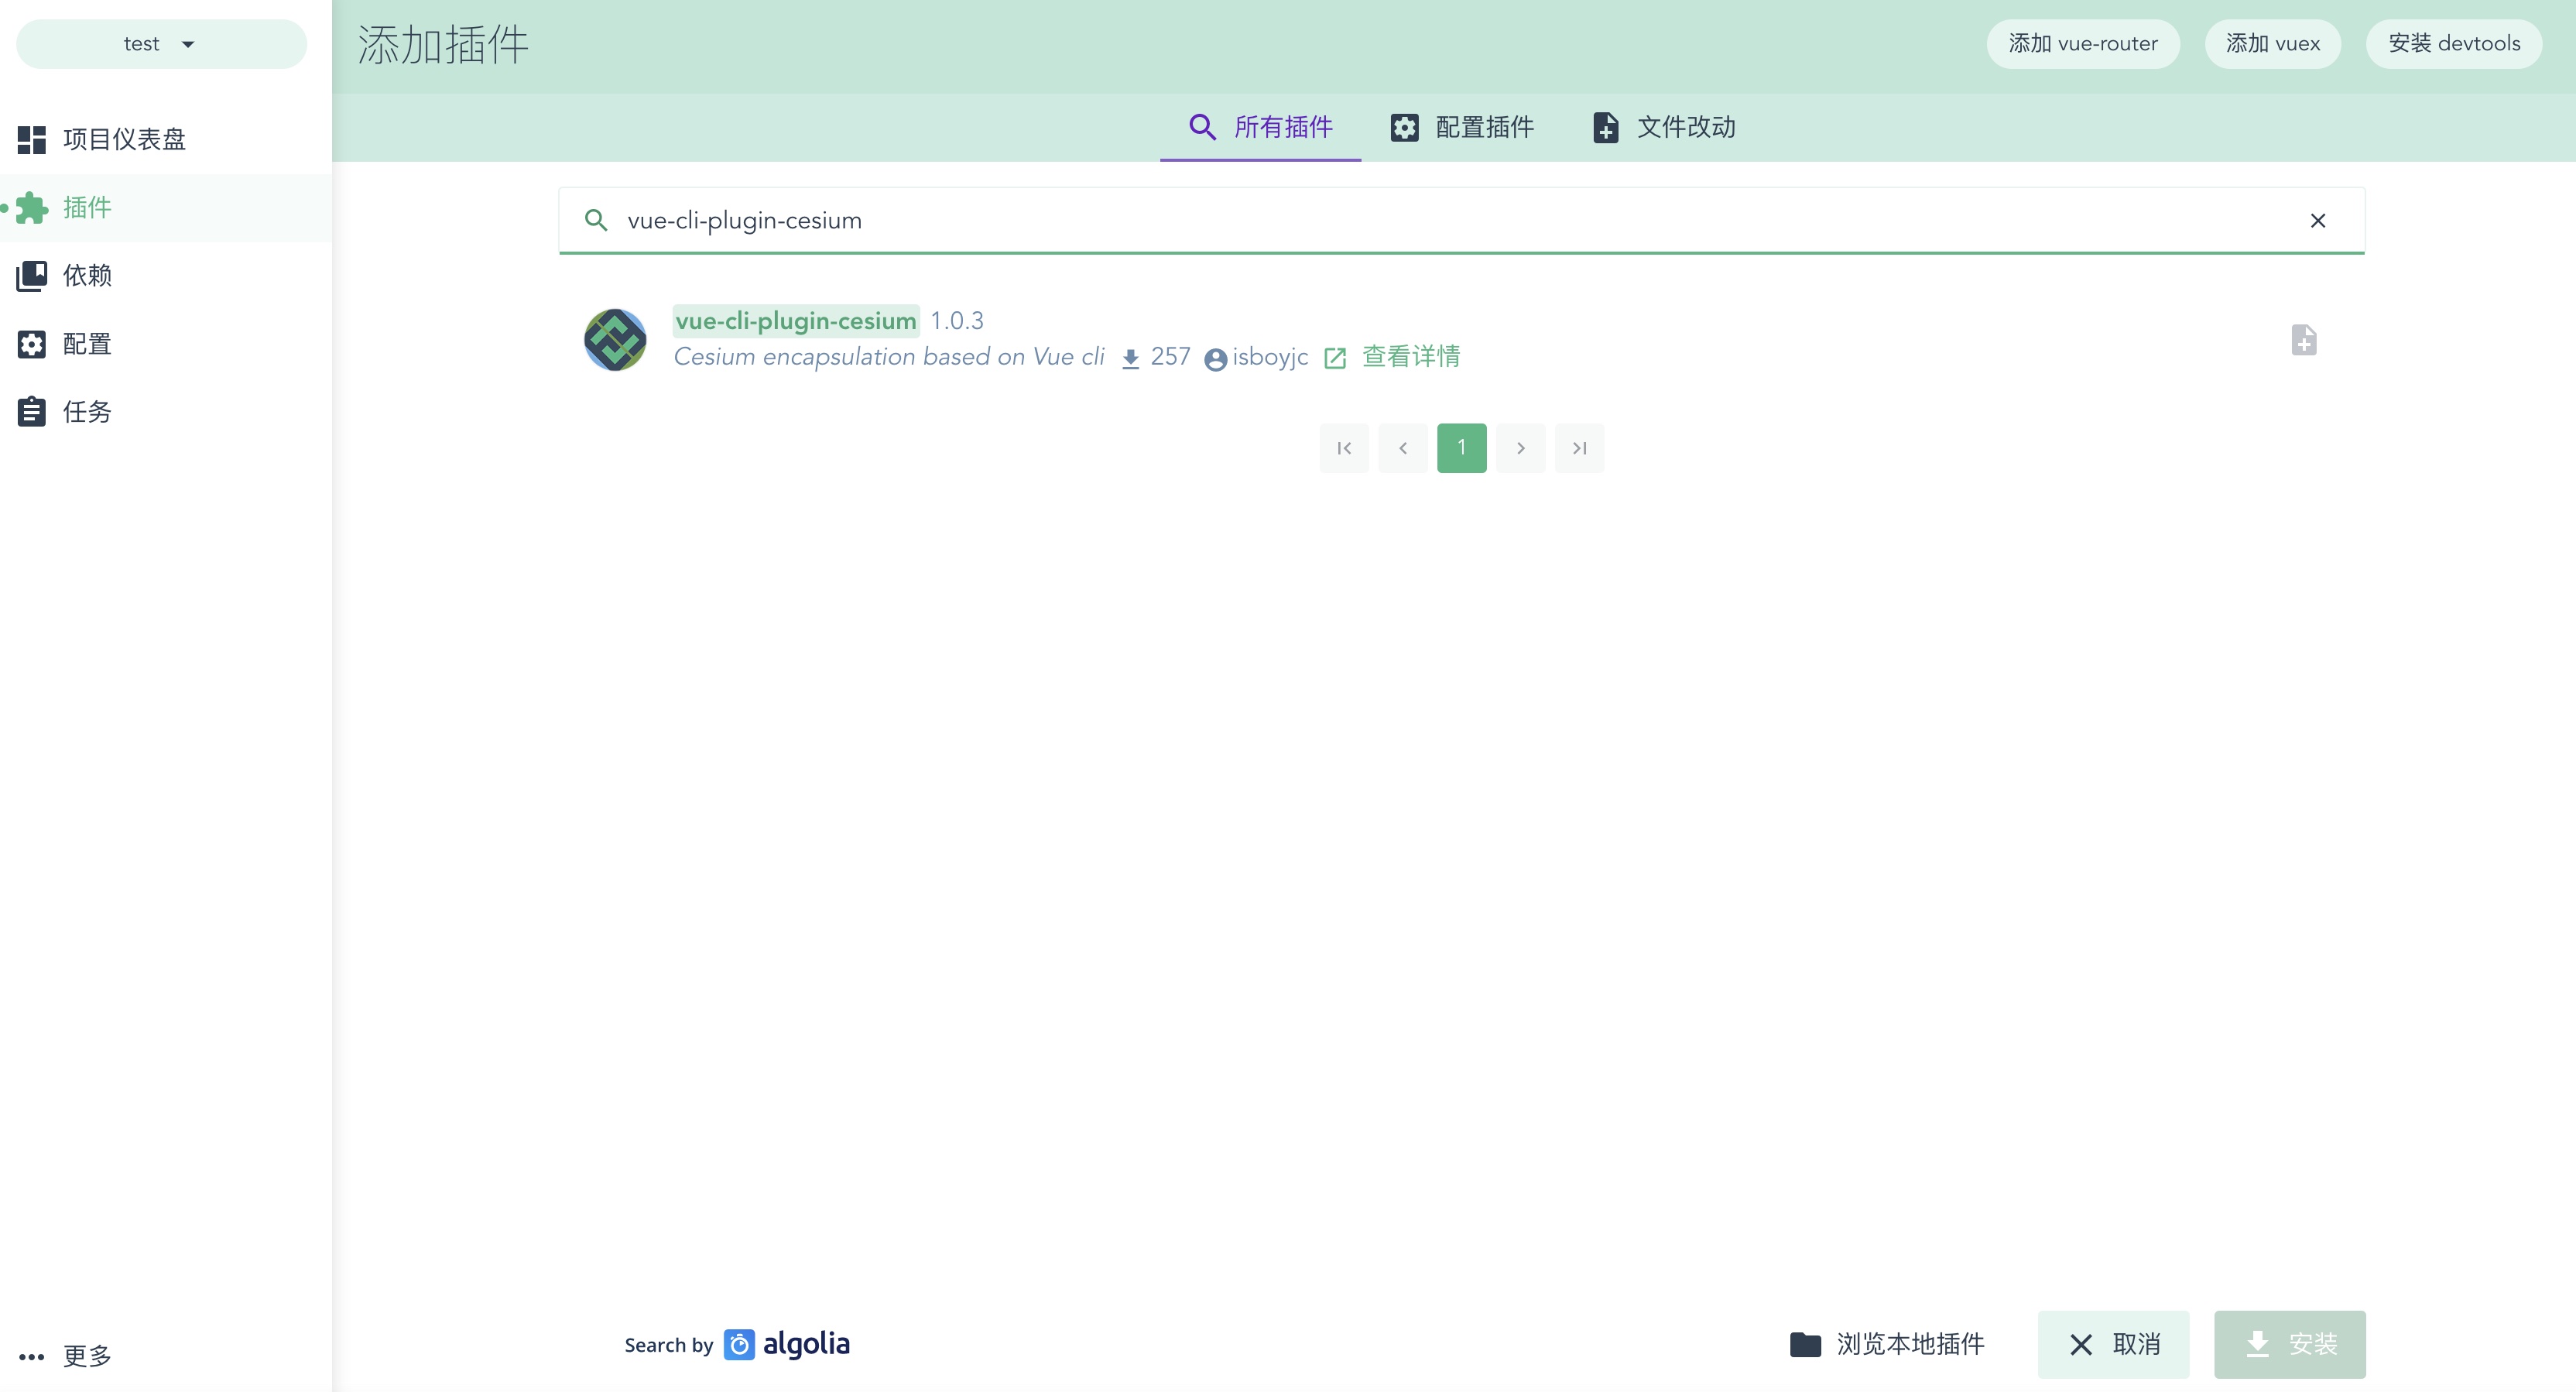 test
添加插件
添加 vue-router
添加 vuex
安装 devtools
项目仪表盘
插件
依赖
配置
任务
所有插件
配置插件
文件改动
vue-cli-plugin-cesium
vue-cli-plugin-cesium 1.0.3
Cesium encapsulation based on Vue cli 257 isboyjc 查看详情
1
更多
Search by algolia
浏览本地插件
取消
安装